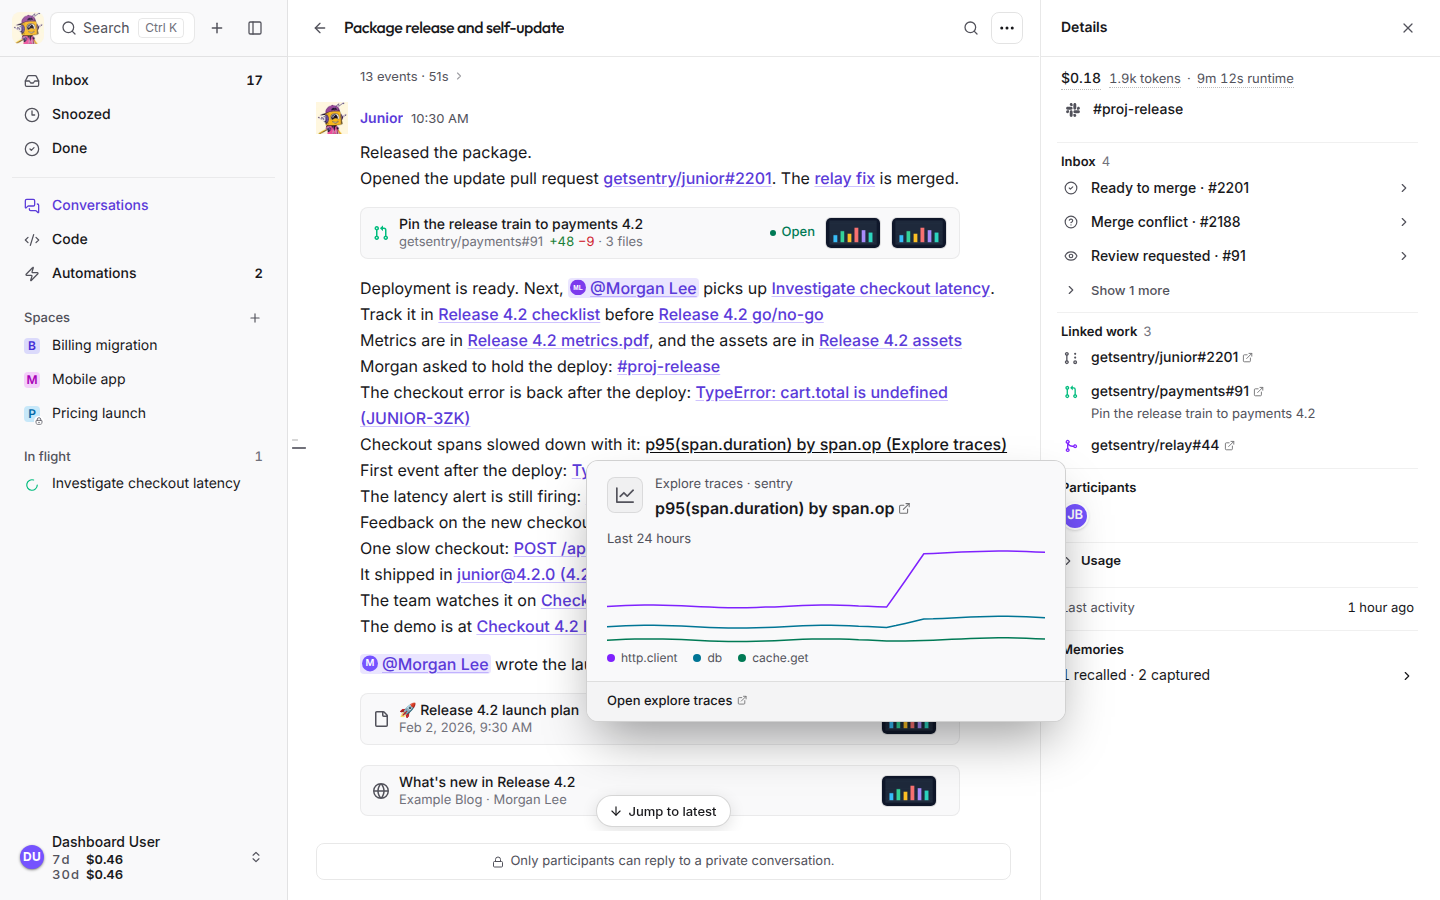 Search Ctrl K
Inbox 17
Snoozed
Done
Conversations
Code
Automations 2
Spaces
B Billing migration
M Mobile app
P Pricing launch
In flight 1
Investigate checkout latency
DU Dashboard User
7d $0.46
30d $0.46
Package release and self-update
13 events · 51s
Junior 10:30 AM
Released the package.
Opened the update pull request getsentry/junior#2201. The relay fix is merged.
Pin the release train to payments 4.2
getsentry/payments#91 +48 −9 · 3 files
Open
Deployment is ready. Next, ML @Morgan Lee picks up Investigate checkout latency.
Track it in Release 4.2 checklist before Release 4.2 go/no-go
Metrics are in Release 4.2 metrics.pdf, and the assets are in Release 4.2 assets
Morgan asked to hold the deploy: #proj-release
The checkout error is back after the deploy: TypeError: cart.total is undefined
(JUNIOR-3ZK)
Checkout spans slowed down with it: p95(span.duration) by span.op (Explore traces)
First event after the deploy: Ty
The latency alert is still firing:
Feedback on the new checkou
One slow checkout: POST /ap
It shipped in junior@4.2.0 (4.2
The team watches it on Check
The demo is at Checkout 4.2
M @Morgan Lee wrote the lau
🚀 Release 4.2 launch plan
Feb 2, 2026, 9:30 AM
What's new in Release 4.2
Example Blog · Morgan Lee
Jump to latest
Only participants can reply to a private conversation.
Explore traces · sentry
p95(span.duration) by span.op
Last 24 hours
http.client db cache.get
Open explore traces
Details
$0.18 1.9k tokens · 9m 12s runtime
#proj-release
Inbox 4
Ready to merge · #2201
Merge conflict · #2188
Review requested · #91
Show 1 more
Linked work 3
getsentry/junior#2201
getsentry/payments#91
Pin the release train to payments 4.2
getsentry/relay#44
Participants
JB
Usage
Last activity 1 hour ago
Memories
1 recalled · 2 captured